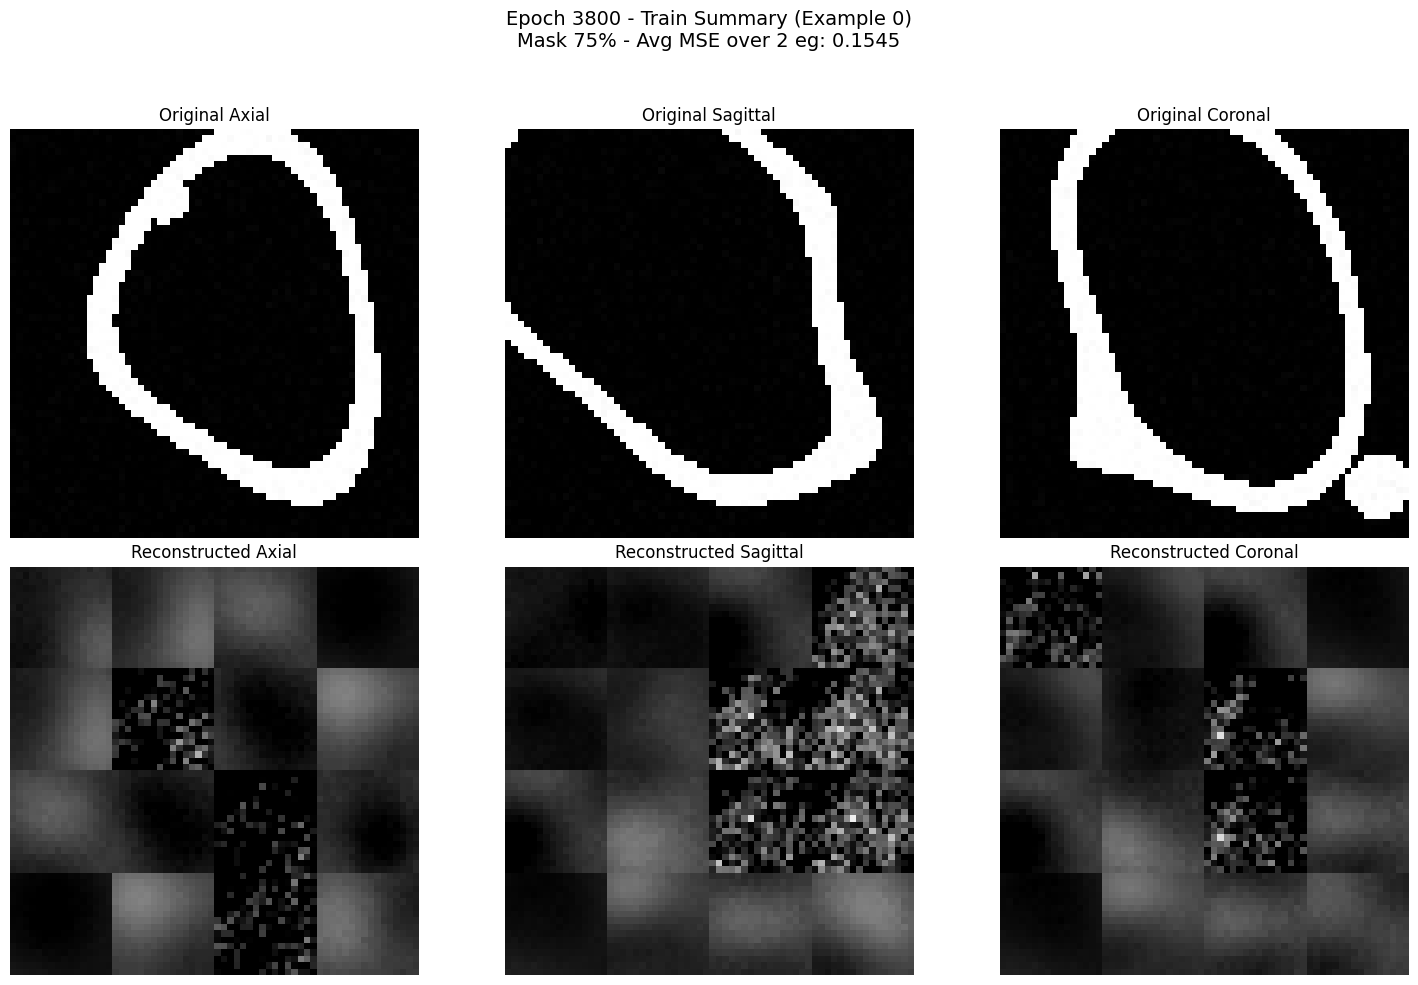 Epoch 3800 - Train Summary (Example 0)
Mask 75% - Avg MSE over 2 eg: 0.1545
Original Axial
Original Sagittal
Original Coronal
Reconstructed Axial
Reconstructed Sagittal
Reconstructed Coronal